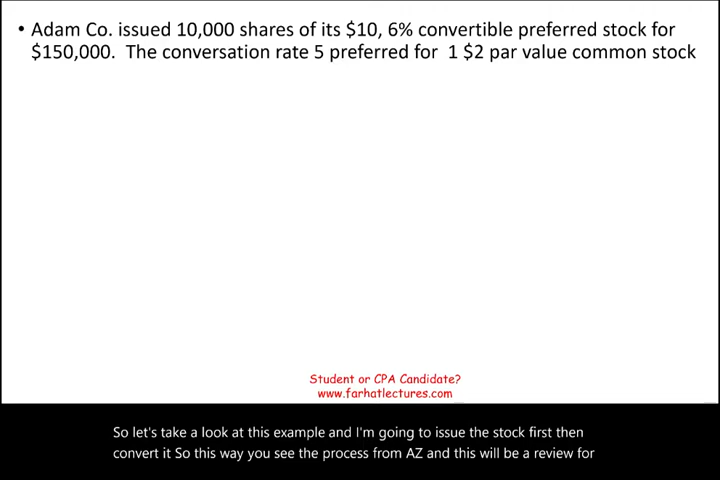 • Adam Co. issued 10,000 shares of its $10, 6% convertible preferred stock for
$150,000. The conversation rate 5 preferred for 1 $2 par value common stock
Student or CPA Candidate?
www.farhatlectures.com
So let's take a look at this example and I'm going to issue the stock first then
convert it So this way you see the process from AZ and this will be a review for